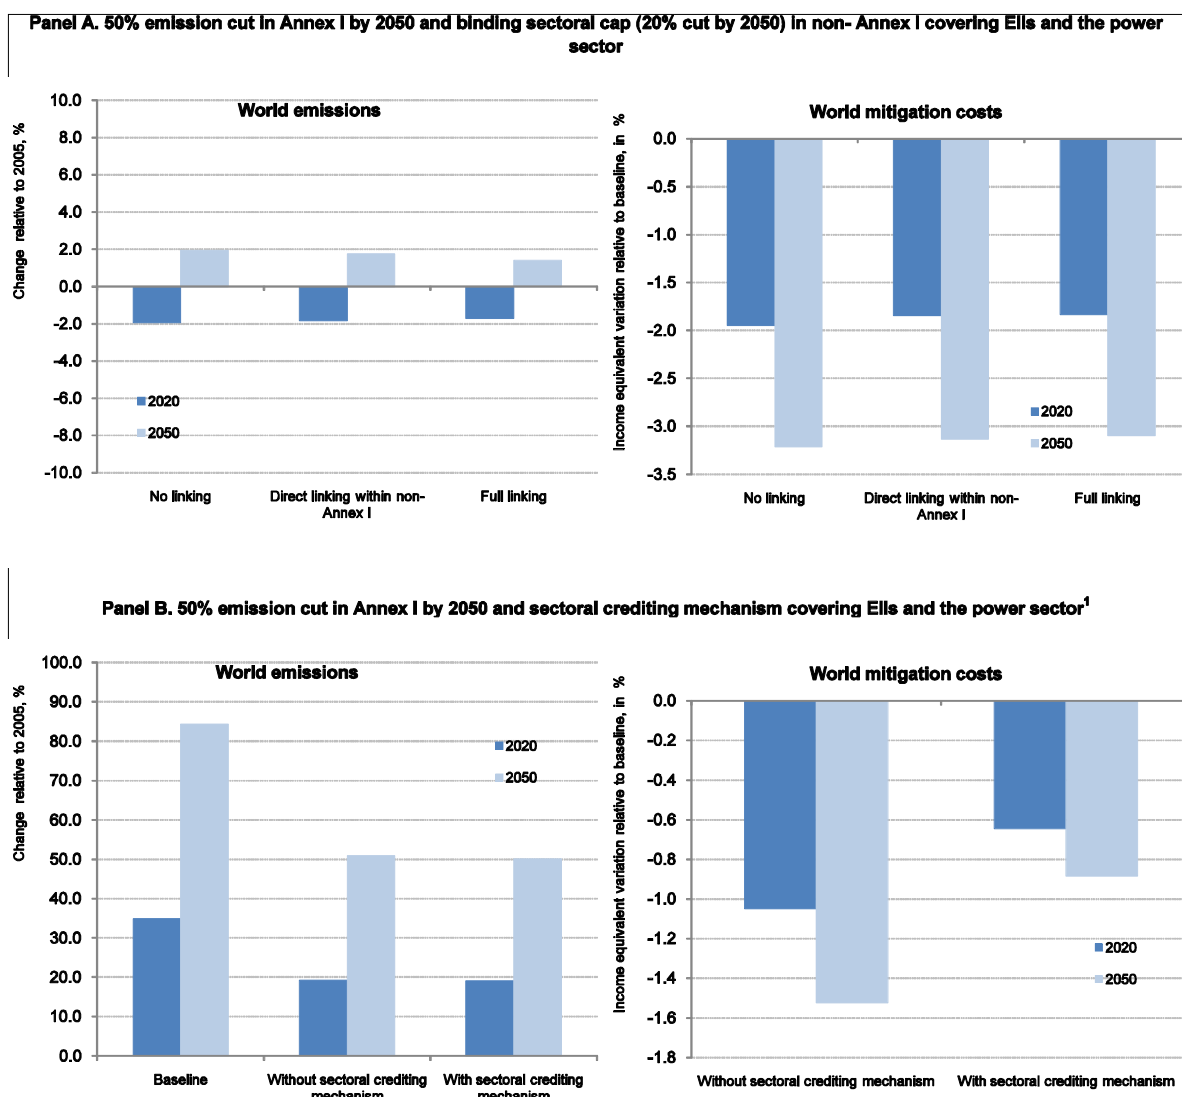 Panel A. 50% emission cut in Annex I by 2050 and binding sectoral cap (20% cut by 2050) in non- Annex I covering EIIs and the power
sector
World emissions
Change relative to 2005, %
10.0
8.0
6.0
4.0
2.0
0.0
-2.0
-4.0
-6.0
-8.0
-10.0
2020
2050
No linking
Direct linking within non-
Annex I
Full linking
World mitigation costs
Income equivalent variation relative to baseline, in %
0.0
-0.5
-1.0
-1.5
-2.0
-2.5
-3.0
-3.5
2020
2050
No linking
Direct linking within non-
Annex I
Full linking
Panel B. 50% emission cut in Annex I by 2050 and sectoral crediting mechanism covering EIIs and the power sector¹
World emissions
Change relative to 2005, %
100.0
90.0
80.0
70.0
60.0
50.0
40.0
30.0
20.0
10.0
0.0
2020
2050
Baseline
Without sectoral crediting
mechanism
With sectoral crediting
mechanism
World mitigation costs
Income equivalent variation relative to baseline, in %
0.0
-0.2
-0.4
-0.6
-0.8
-1.0
-1.2
-1.4
-1.6
-1.8
2020
2050
Without sectoral crediting mechanism
With sectoral crediting mechanism